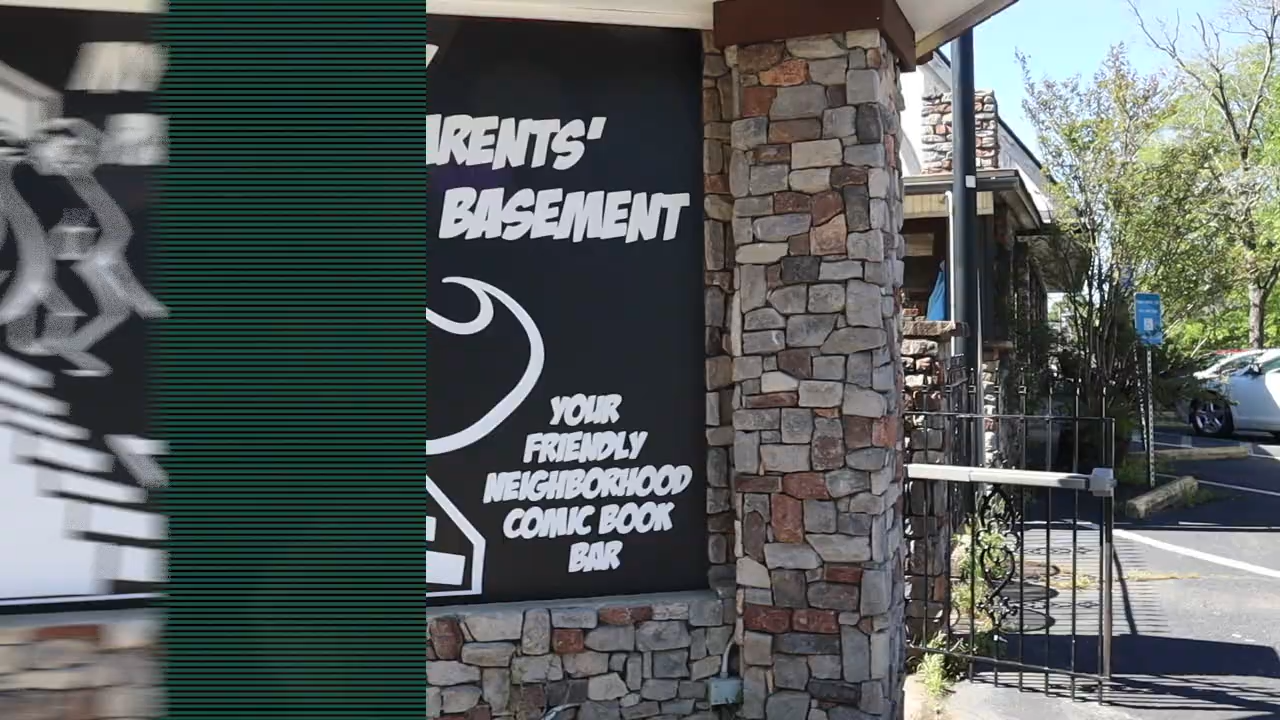 ARENTS'
BASEMENT
YOUR
FRIENDLY
NEIGHBORHOOD
COMIC BOOK
BAR